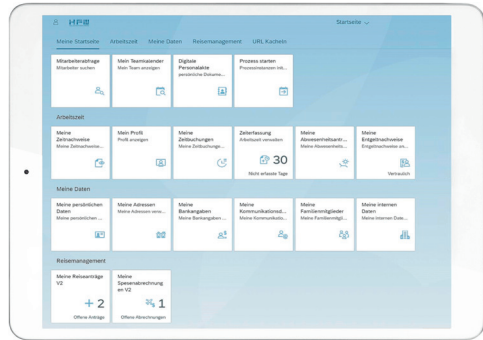 HFM
Startseite
Meine Startseite Arbeitszeit Meine Daten Reisemanagement URL Kacheln
Mitarbeiterabfrage
Mitarbeiter suchen
Mein Teamkalender
Mein Team anzeigen
Digitale
Personalakte
persönliche Dokume...
Prozess starten
Prozessinstanzen init...
Arbeitszeit
Meine
Zeitnachweise
Meine Zeitnachweise...
Mein Profil
Profil anzeigen
Meine
Zeitbuchungen
Meine Zeitbuchunge...
Zeiterfassung
Arbeitszeit verwalten
30
Nicht erfasste Tage
Meine
Abwesenheitsantr...
Meine Abwesenheits...
Meine
Entgeltnachweise
Entgeltnachweise an...
Vertraulich
Meine Daten
Meine persönlichen
Daten
Meine persönlichen ...
Meine Adressen
Meine Adressen verw...
Meine
Bankangaben
Meine Bankangaben ...
Meine
Kommunikationsd...
Meine Kommunikatio...
Meine
Familienmitglieder
Meine Familienmitgli...
Meine internen
Daten
Meine internen Date...
Reisemanagement
Meine Reiseanträge
V2
2
Offene Anträge
Meine
Spesenabrechnung
en V2
1
Offene Abrechnungen